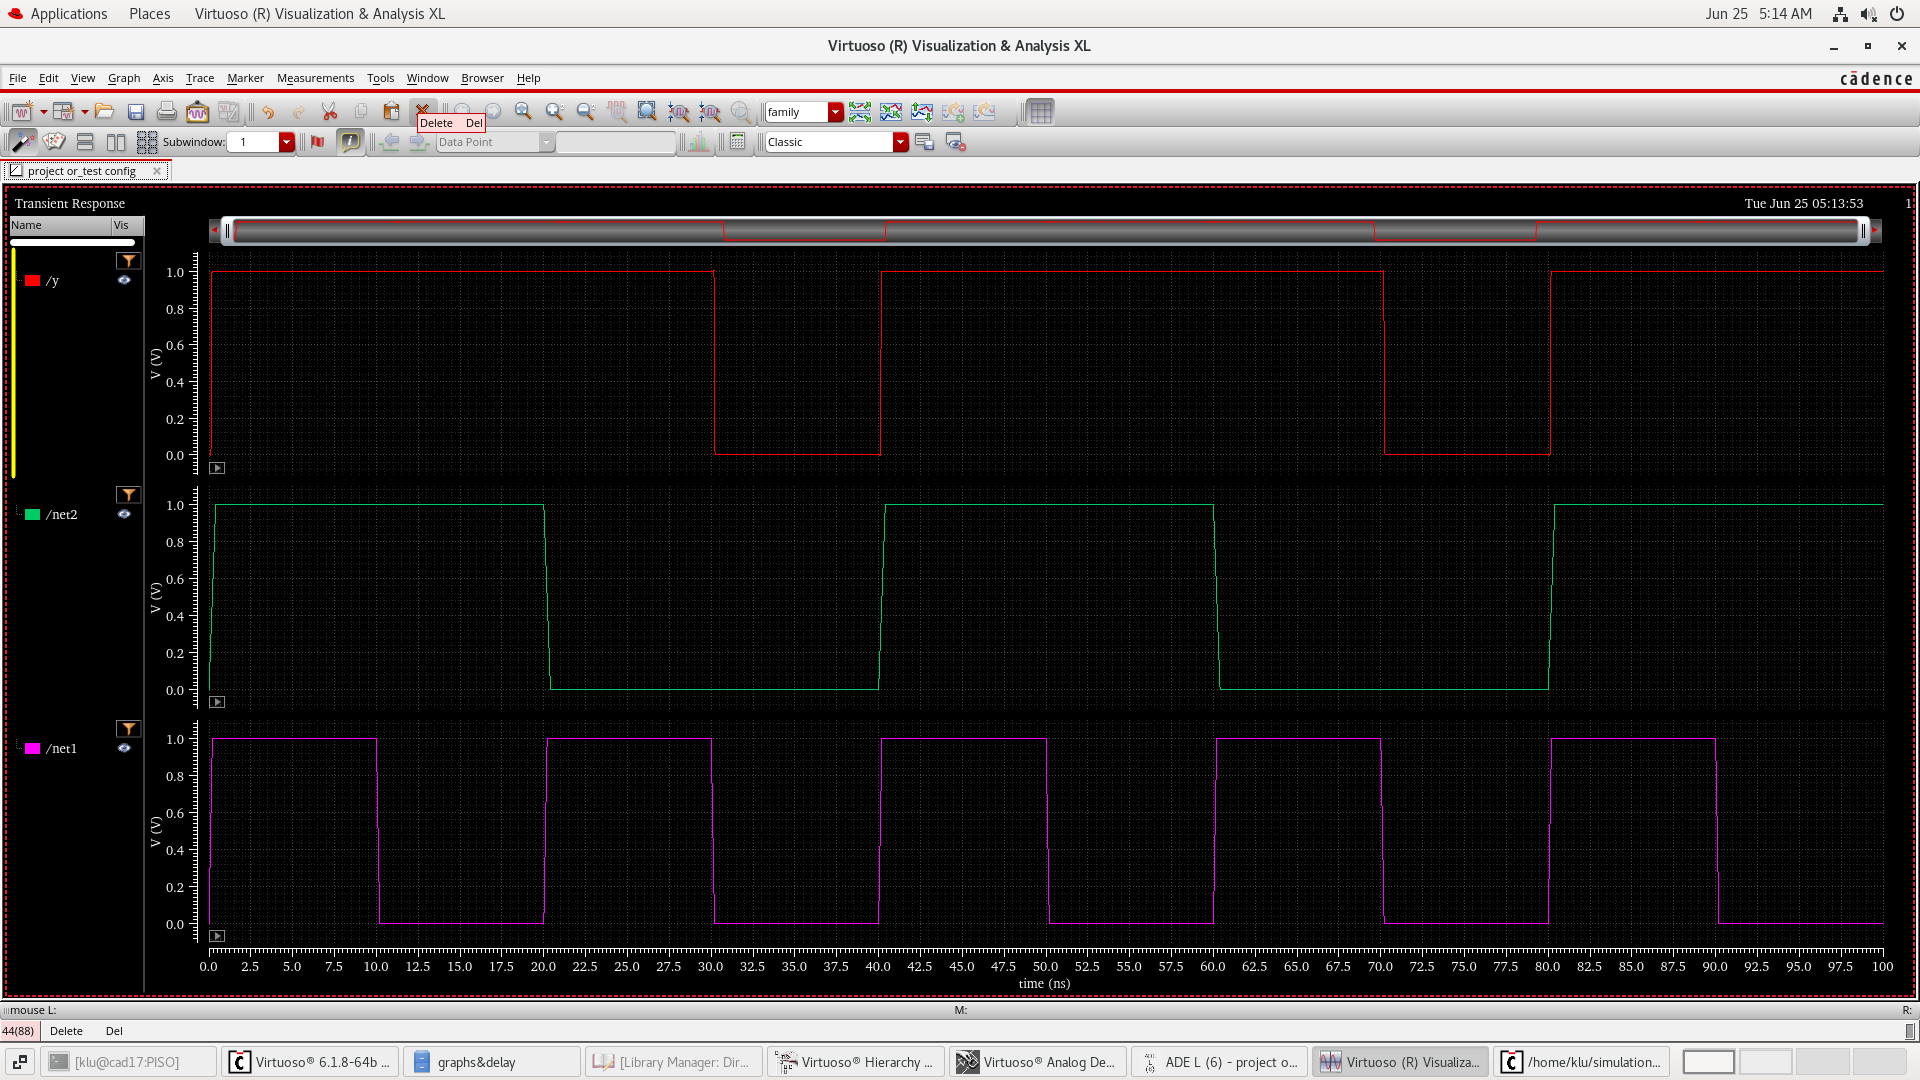 Applications Places Virtuoso (R) Visualization & Analysis XL Jun 25 5:14 AM
Virtuoso (R) Visualization & Analysis XL
File Edit View Graph Axis Trace Marker Measurements Tools Window Browser Help cādence
family
Delete Del
Subwindow: 1 Data Point Classic
project or_test config
Transient Response Tue Jun 25 05:13:53 1
Name Vis
/y
1.0
0.8
0.6
0.4
0.2
0.0
V (V)
/net2
1.0
0.8
0.6
0.4
0.2
0.0
V (V)
/net1
1.0
0.8
0.6
0.4
0.2
0.0
V (V)
0.0 2.5 5.0 7.5 10.0 12.5 15.0 17.5 20.0 22.5 25.0 27.5 30.0 32.5 35.0 37.5 40.0 42.5 45.0 47.5 50.0 52.5 55.0 57.5 60.0 62.5 65.0 67.5 70.0 72.5 75.0 77.5 80.0 82.5 85.0 87.5 90.0 92.5 95.0 97.5 100
time (ns)
mouse L: M: R:
44(88) Delete Del
[klu@cad17:PISO] Virtuoso® 6.1.8-64b ... graphs&delay [Library Manager: Dir... Virtuoso® Hierarchy ... Virtuoso® Analog De... ADE L (6) - project o... Virtuoso (R) Visualiza... /home/klu/simulation...